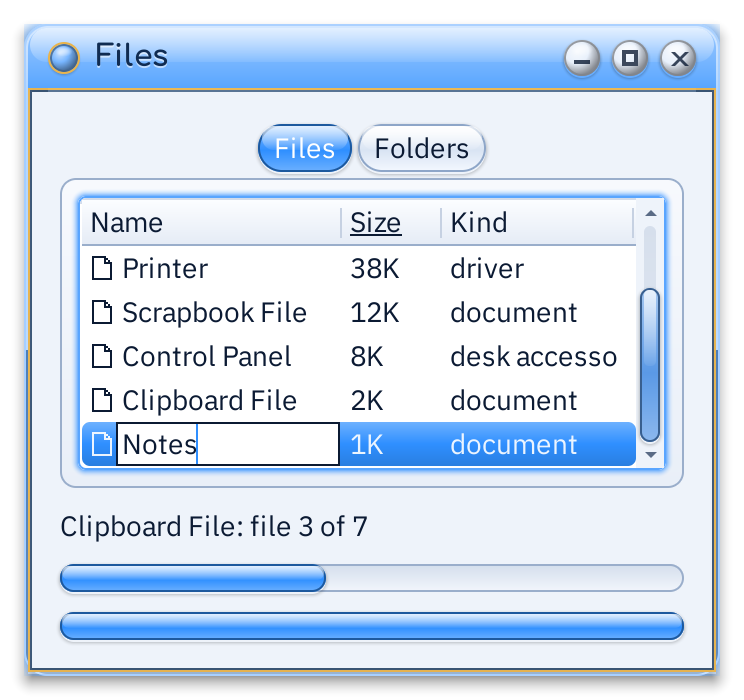 Files
Files Folders
Name Size Kind
Printer 38K driver
Scrapbook File 12K document
Control Panel 8K desk accesso
Clipboard File 2K document
Notes 1K document
Clipboard File: file 3 of 7